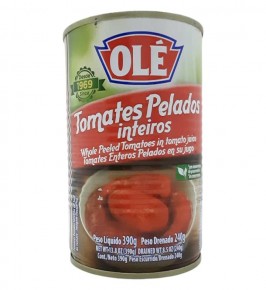 OLÉ
1969
Tomates Pelados
inteiros
Whole Peeled Tomatoes in tomato juice
Tomates Enteros Pelados en su jugo
Peso Líquido 390g Peso Drenado 240g